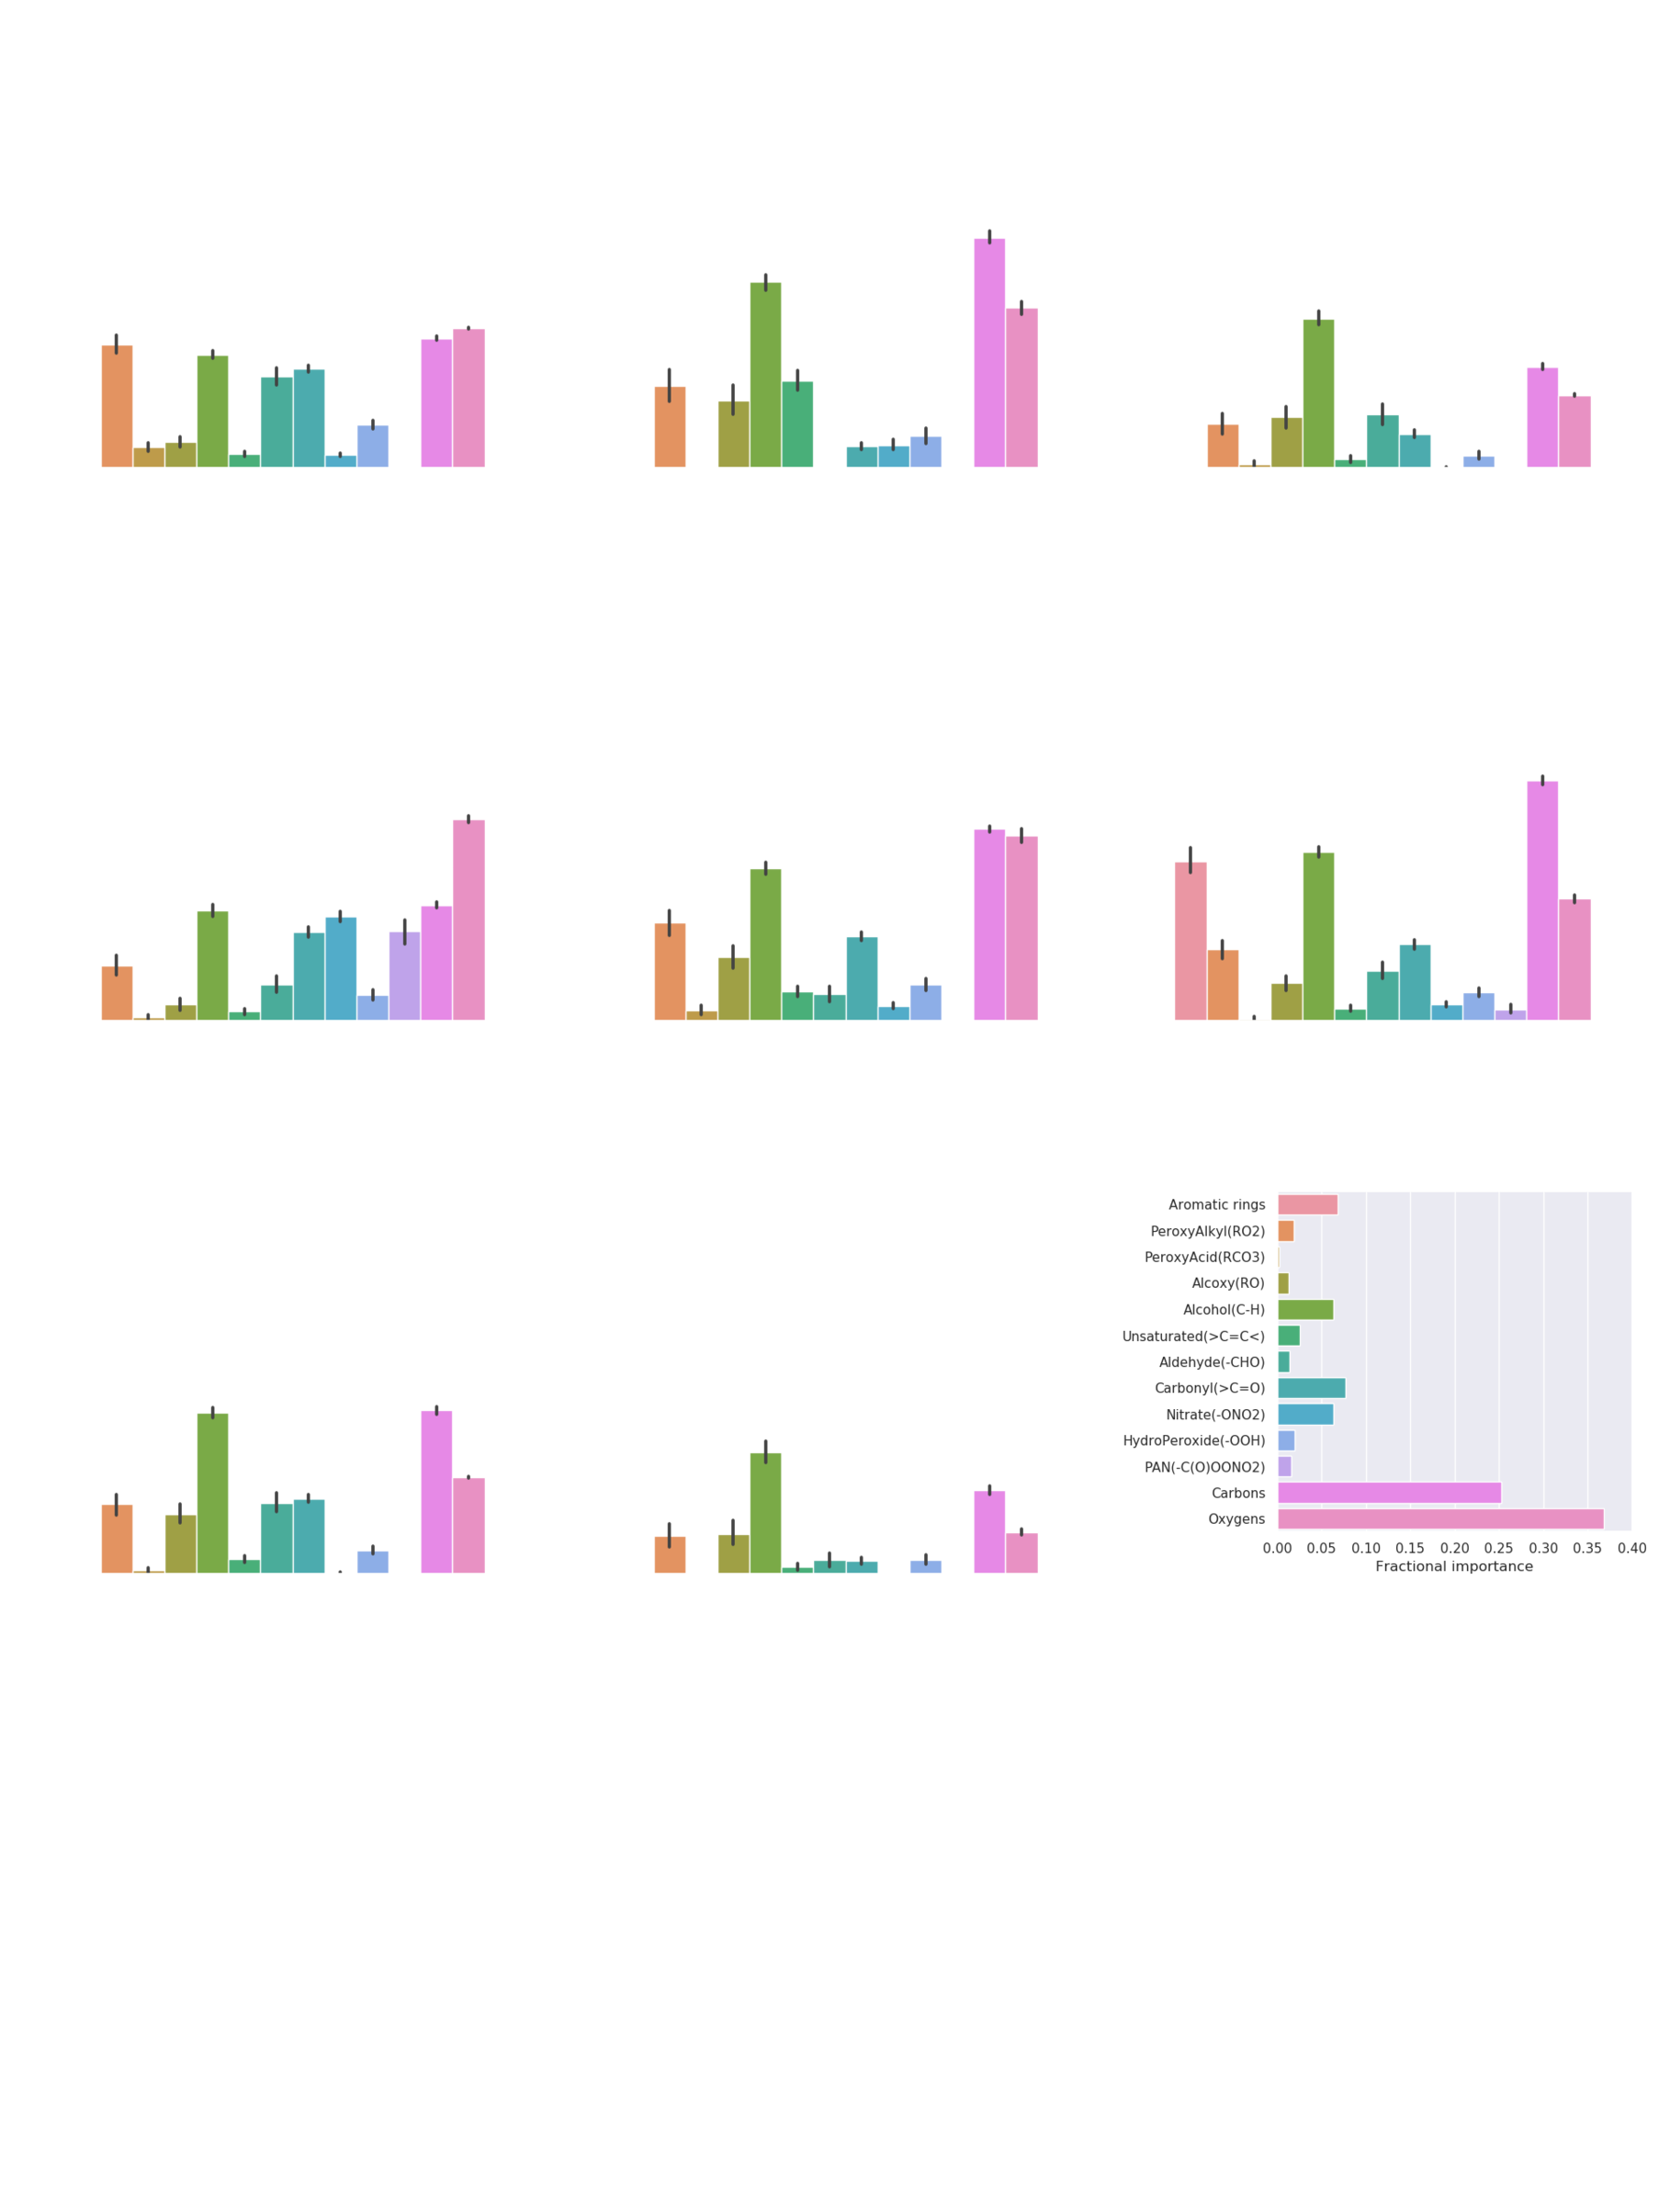 Aromatic rings
PeroxyAlkyl(RO2)
PeroxyAcid(RCO3)
Alcoxy(RO)
Alcohol(C-H)
Unsaturated(>C=C<)
Aldehyde(-CHO)
Carbonyl(>C=O)
Nitrate(-ONO2)
HydroPeroxide(-OOH)
PAN(-C(O)OONO2)
Carbons
Oxygens
0.00 0.05 0.10 0.15 0.20 0.25 0.30 0.35 0.40
Fractional importance